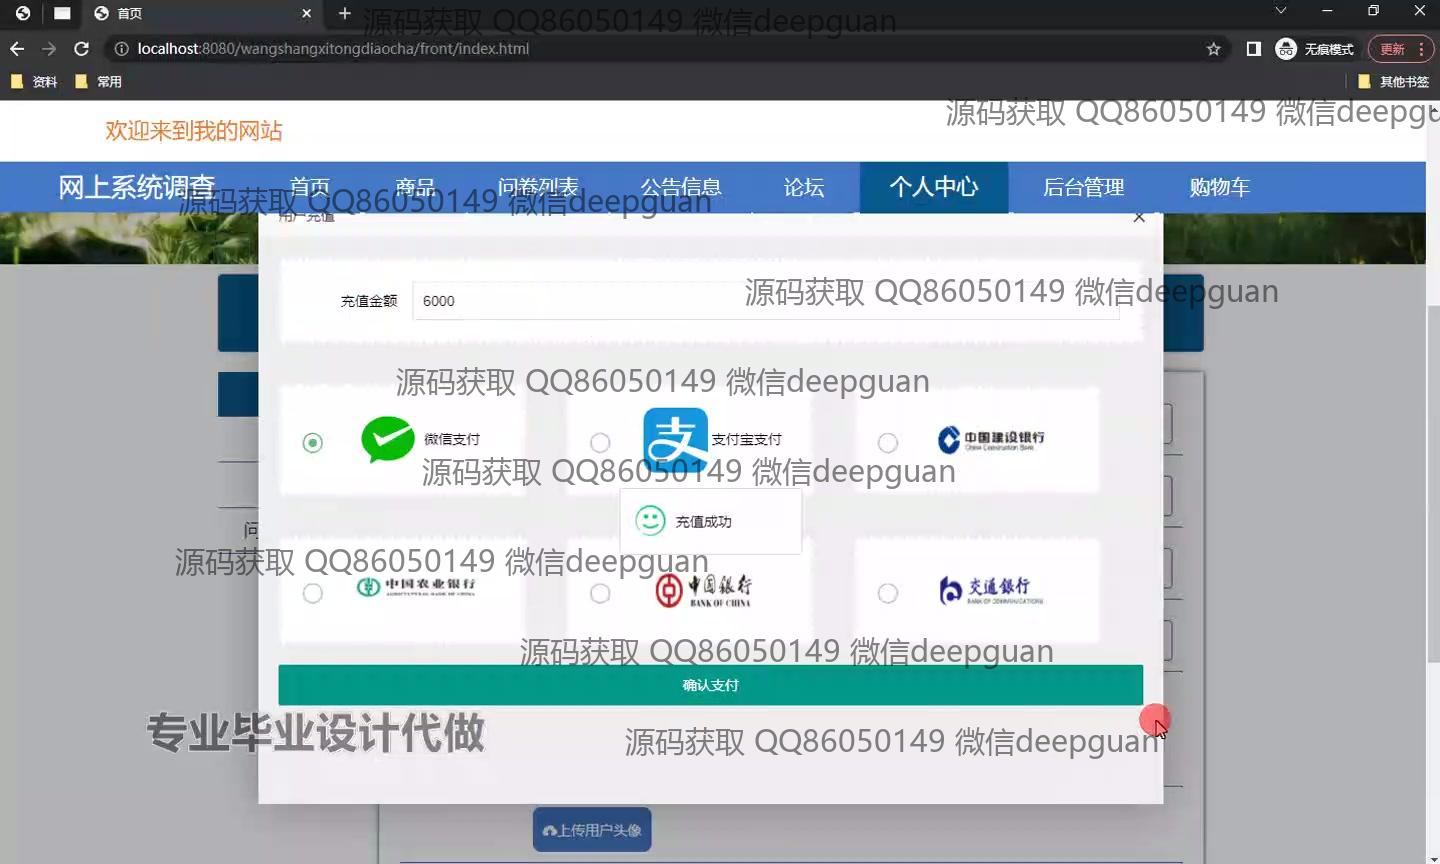 首页
源码获取 QQ86050149 微信deepguan
localhost:8080/wangshangxitongdiaocha/front/index.html
无痕模式
更新
资料
常用
其他书签
源码获取 QQ86050149 微信deepgu
欢迎来到我的网站
网上系统调查
首页
商品
问卷列表
公告信息
论坛
个人中心
后台管理
购物车
源码获取 QQ86050149 微信deepguan
用户充值
充值金额
6000
源码获取 QQ86050149 微信deepguan
源码获取 QQ86050149 微信deepguan
微信支付
支
支付宝支付
中国建设银行
China Construction Bank
源码获取 QQ86050149 微信deepguan
充值成功
问
源码获取 QQ86050149 微信deepguan
中国农业银行
AGRICULTURAL BANK OF CHINA
中国银行
BANK OF CHINA
交通银行
BANK OF COMMUNICATIONS
源码获取 QQ86050149 微信deepguan
确认支付
专业毕业设计代做
源码获取 QQ86050149 微信deepguan
上传用户头像